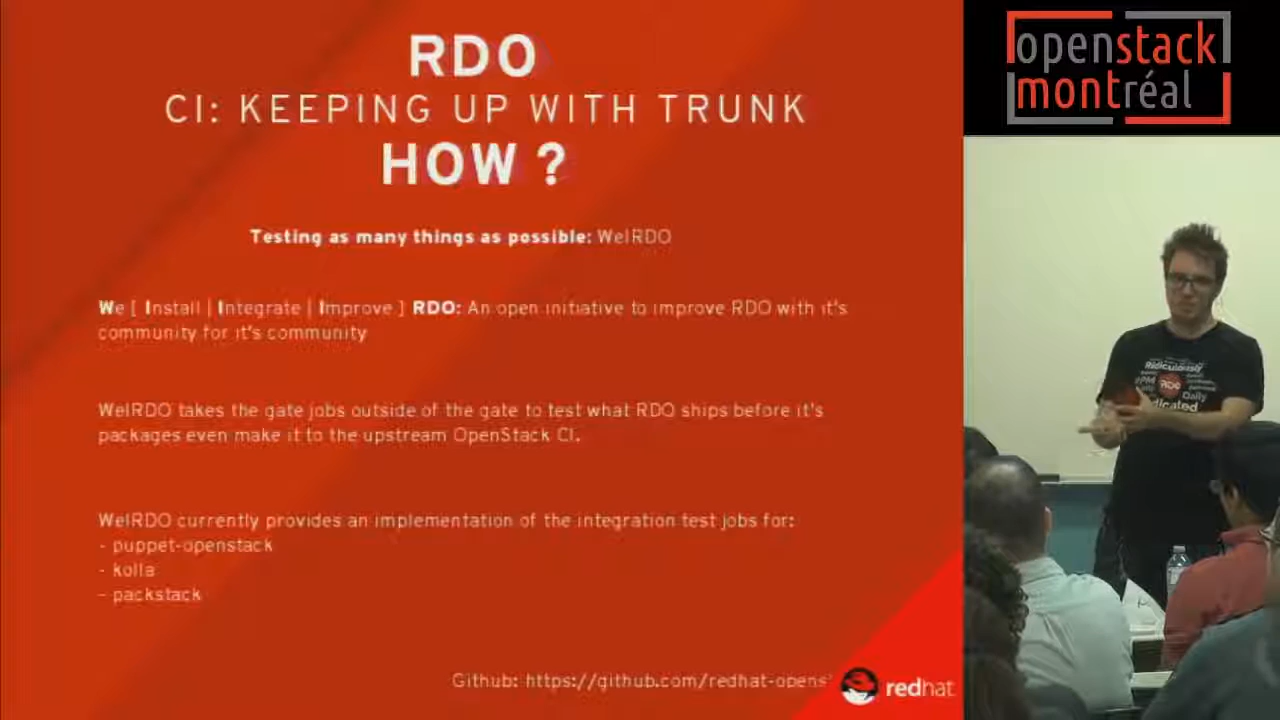 RDO
CI: KEEPING UP WITH TRUNK
HOW ?
Testing as many things as possible: WeIRDO
We [ Install | Integrate | Improve ] RDO: An open initiative to improve RDO with it's
community for it's community
WeIRDO takes the gate jobs outside of the gate to test what RDO ships before it's
packages even make it to the upstream OpenStack CI.
WeIRDO currently provides an implementation of the integration test jobs for:
- puppet-openstack
- kolla
- packstack
Github: https://github.com/redhat-opens
redhat
openstack
montréal
Ridiculously
RDO
Daily